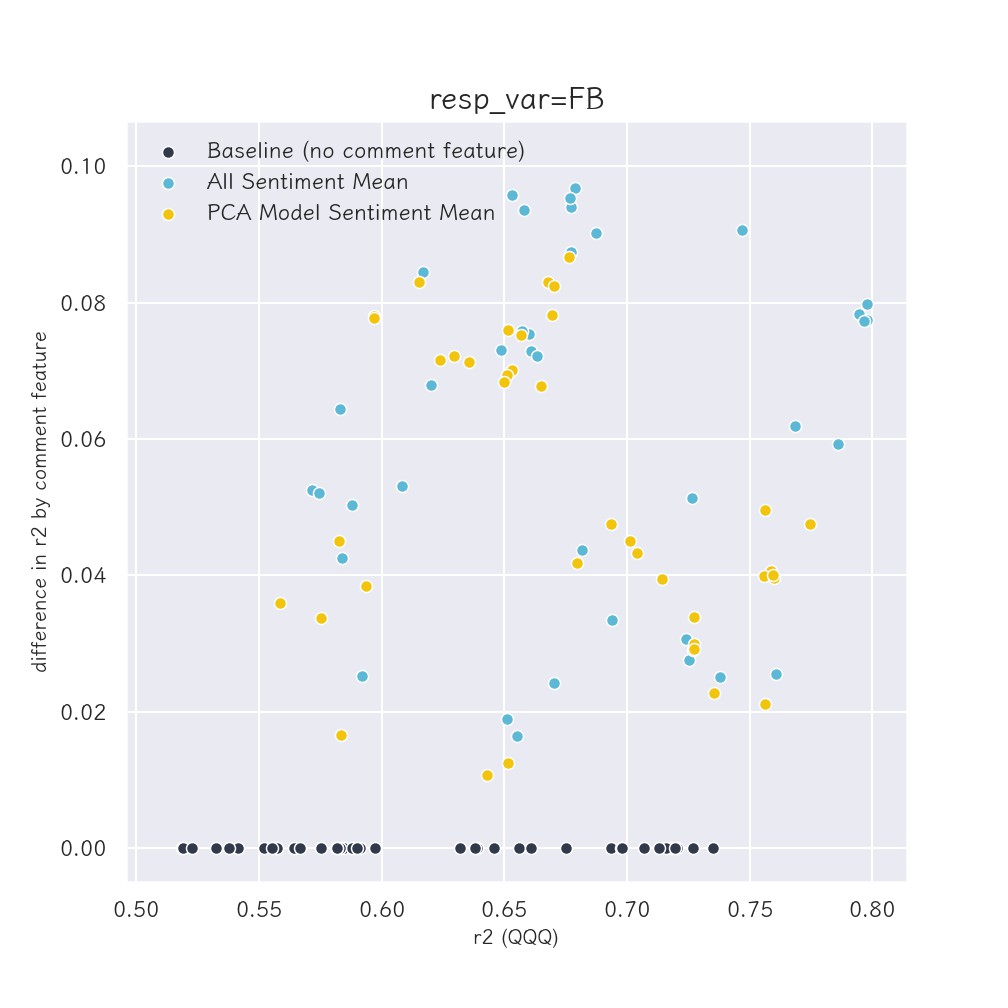 resp_var=FB
Baseline (no comment feature)
All Sentiment Mean
PCA Model Sentiment Mean
difference in r2 by comment feature
0.10
0.08
0.06
0.04
0.02
0.00
0.50 0.55 0.60 0.65 0.70 0.75 0.80
r2 (QQQ)